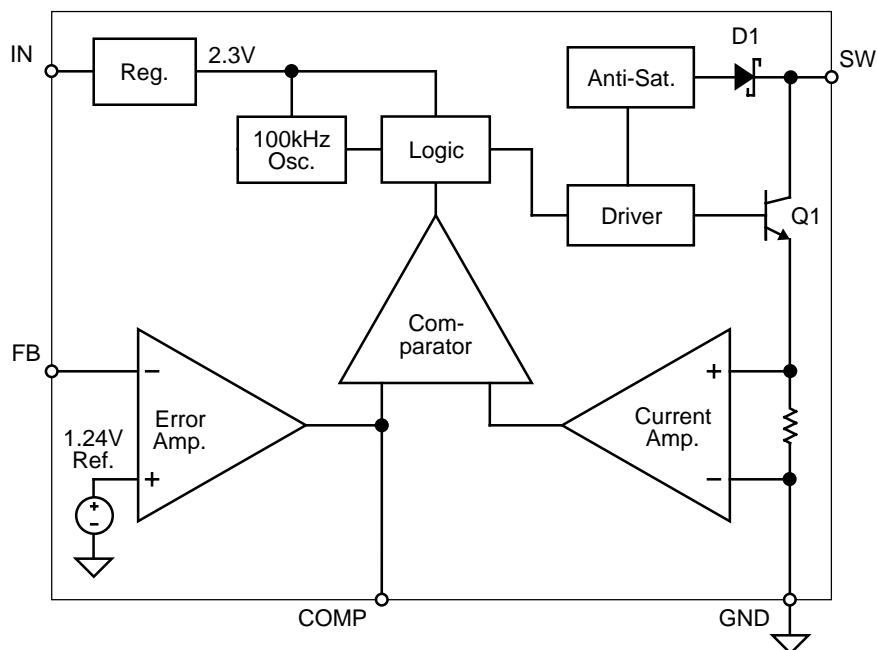 IN
Reg.
2.3V
Anti-Sat.
D1
SW
100kHz
Osc.
Logic
Driver
Q1
Com-
parator
FB
−
Error
Amp.
1.24V
Ref.
+
+
−
+
Current
Amp.
−
COMP
GND